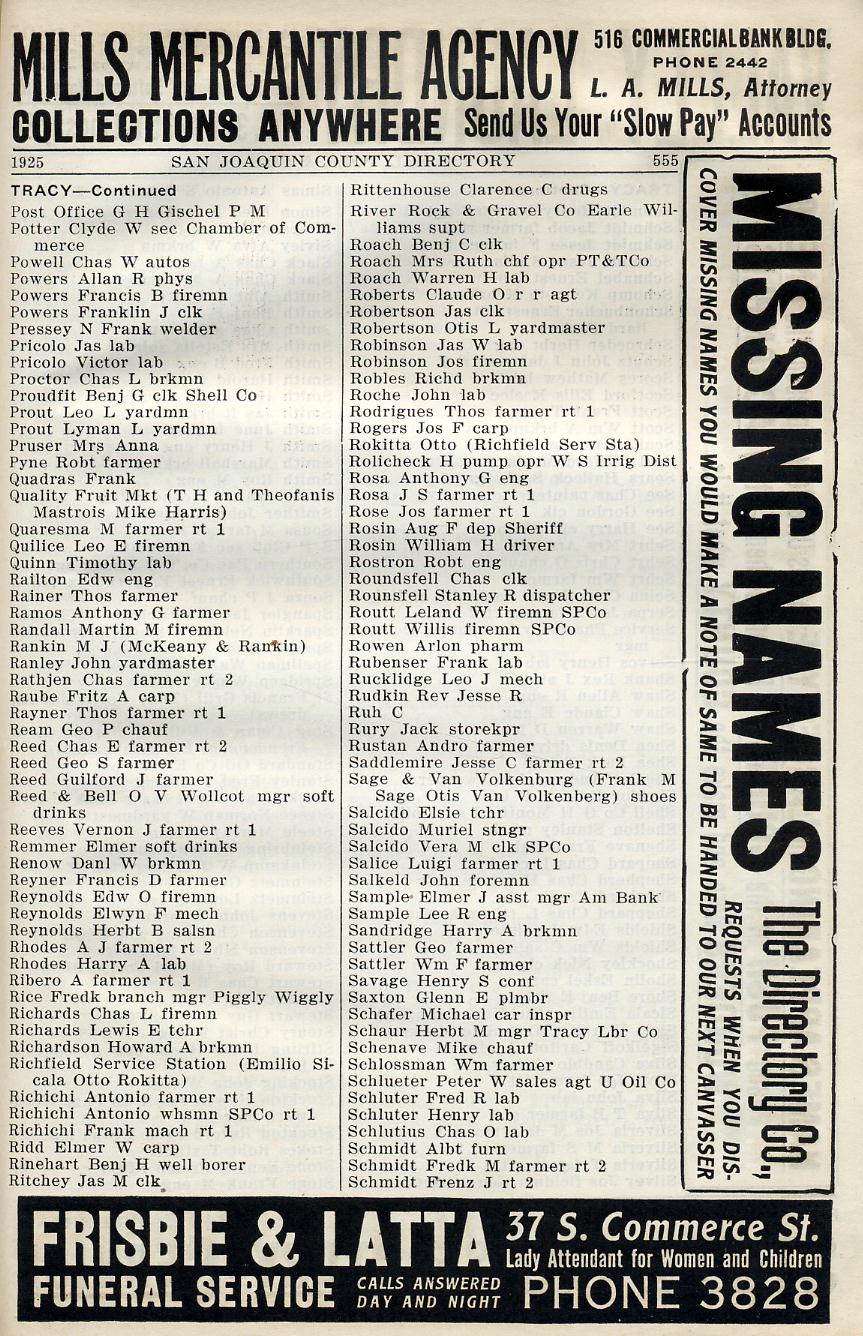 MILLS MERCANTILE AGENCY
516 COMMERCIAL BANK BLDG.
PHONE 2442
L. A. MILLS, Attorney
COLLECTIONS ANYWHERE Send Us Your "Slow Pay" Accounts
1925 SAN JOAQUIN COUNTY DIRECTORY 555
TRACY—Continued
Post Office G H Gischel P M
Potter Clyde W sec Chamber of Com-
merce
Powell Chas W autos
Powers Allan R phys
Powers Francis B firemn
Powers Franklin J clk
Pressey N Frank welder
Pricolo Jas lab
Pricolo Victor lab
Proctor Chas L brkmn
Proudfit Benj G clk Shell Co
Prout Leo L yardmn
Prout Lyman L yardmn
Pruser Mrs Anna
Pyne Robt farmer
Quadras Frank
Quality Fruit Mkt (T H and Theofanis
Mastrois Mike Harris)
Quaresma M farmer rt 1
Quilice Leo E firemn
Quinn Timothy lab
Railton Edw eng
Rainer Thos farmer
Ramos Anthony G farmer
Randall Martin M firemn
Rankin M J (McKeany & Rankin)
Ranley John yardmaster
Rathjen Chas farmer rt 2
Raube Fritz A carp
Rayner Thos farmer rt 1
Ream Geo P chauf
Reed Chas E farmer rt 2
Reed Geo S farmer
Reed Guilford J farmer
Reed & Bell O V Wollcot mgr soft
drinks
Reeves Vernon J farmer rt 1
Remmer Elmer soft drinks
Renow Danl W brkmn
Reyner Francis D farmer
Reynolds Edw O firemn
Reynolds Elwyn F mech
Reynolds Herbt B salsn
Rhodes A J farmer rt 2
Rhodes Harry A lab
Ribero A farmer rt 1
Rice Fredk branch mgr Piggly Wiggly
Richards Chas L firemn
Richards Lewis E tchr
Richardson Howard A brkmn
Richfield Service Station (Emilio Si-
cala Otto Rokitta)
Richichi Antonio farmer rt 1
Richichi Antonio whsmn SPCo rt 1
Richichi Frank mach rt 1
Ridd Elmer W carp
Rinehart Benj H well borer
Ritchey Jas M clk
Rittenhouse Clarence C drugs
River Rock & Gravel Co Earle Wil-
liams supt
Roach Benj C clk
Roach Mrs Ruth chf opr PT&TCo
Roach Warren H lab
Roberts Claude O r r agt
Robertson Jas clk
Robertson Otis L yardmaster
Robinson Jas W lab
Robinson Jos firemn
Robles Richd brkmn
Roche John lab
Rodrigues Thos farmer rt 1
Rogers Jos F carp
Rokitta Otto (Richfield Serv Sta)
Rolicheck H pump opr W S Irrig Dist
Rosa Anthony G eng
Rosa J S farmer rt 1
Rose Jos farmer rt 1
Rosin Aug F dep Sheriff
Rosin William H driver
Rostron Robt eng
Roundsfell Chas clk
Rounsfell Stanley R dispatcher
Routt Leland W firemn SPCo
Routt Willis firemn SPCo
Rowen Arlon pharm
Rubenser Frank lab
Rucklidge Leo J mech
Rudkin Rev Jesse R
Ruh C
Rury Jack storekpr
Rustan Andro farmer
Saddlemire Jesse C farmer rt 2
Sage & Van Volkenburg (Frank M
Sage Otis Van Volkenberg) shoes
Salcido Elsie tchr
Salcido Muriel stngr
Salcido Vera M clk SPCo
Salice Luigi farmer rt 1
Salkeld John foremn
Sample Elmer J asst mgr Am Bank
Sample Lee R eng
Sandridge Harry A brkmn
Sattler Geo farmer
Sattler Wm F farmer
Savage Henry S conf
Saxton Glenn E plmbr
Schafer Michael car inspr
Schaur Herbt M mgr Tracy Lbr Co
Schenave Mike chauf
Schlossman Wm farmer
Schlueter Peter W sales agt U Oil Co
Schluter Fred R lab
Schluter Henry lab
Schlutius Chas O lab
Schmidt Albt furn
Schmidt Fredk M farmer rt 2
Schmidt Frenz J rt 2
MISSING NAMES The Directory Co.,
REQUESTS WHEN YOU DIS-
COVER MISSING NAMES YOU WOULD MAKE A NOTE OF SAME TO BE HANDED TO OUR NEXT CANVASSER
FRISBIE & LATTA
FUNERAL SERVICE
CALLS ANSWERED
DAY AND NIGHT
37 S. Commerce St.
Lady Attendant for Women and Children
PHONE 3828